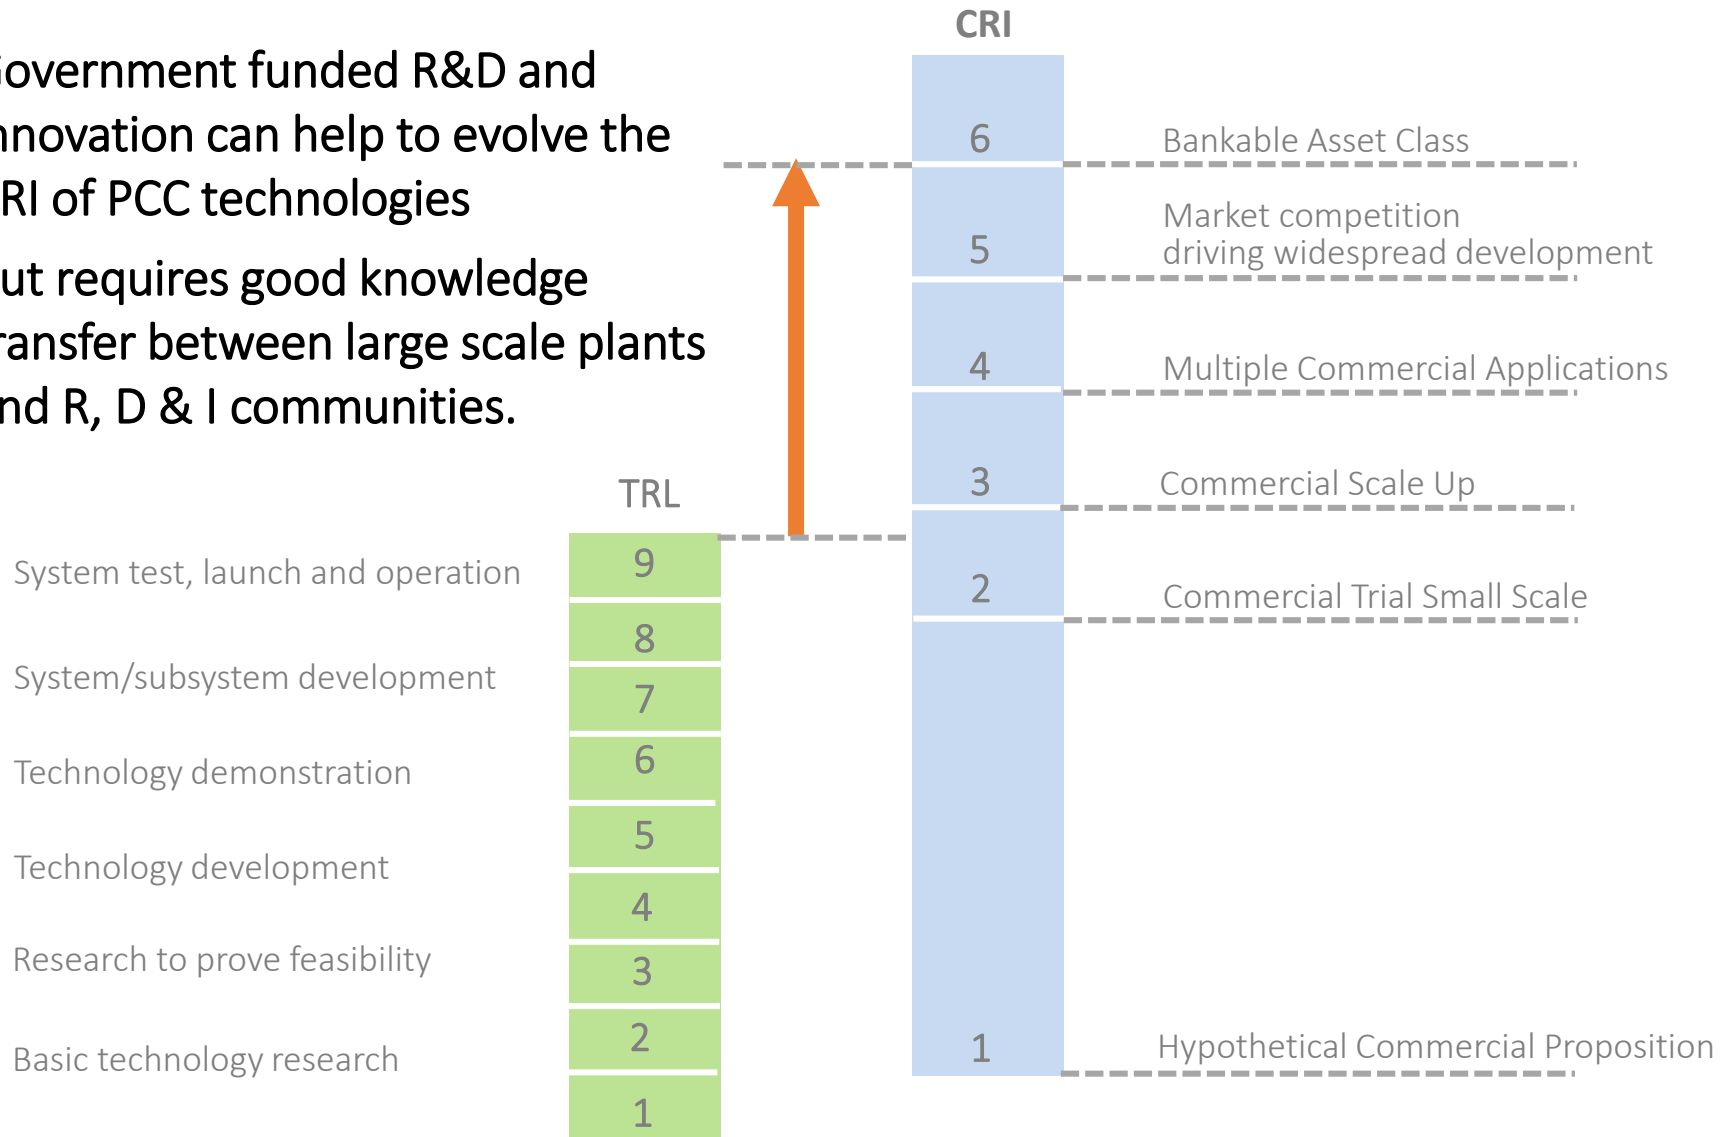 overnment funded R&D and
nnovation can help to evolve the
RI of PCC technologies
ut requires good knowledge
ransfer between large scale plants
nd R, D & I communities.
TRL
System test, launch and operation
9
8
System/subsystem development
7
6
Technology demonstration
5
Technology development
4
Research to prove feasibility
3
2
Basic technology research
1
CRI
6
Bankable Asset Class
Market competition
5
driving widespread development
4
Multiple Commercial Applications
3
Commercial Scale Up
2
Commercial Trial Small Scale
1
Hypothetical Commercial Proposition